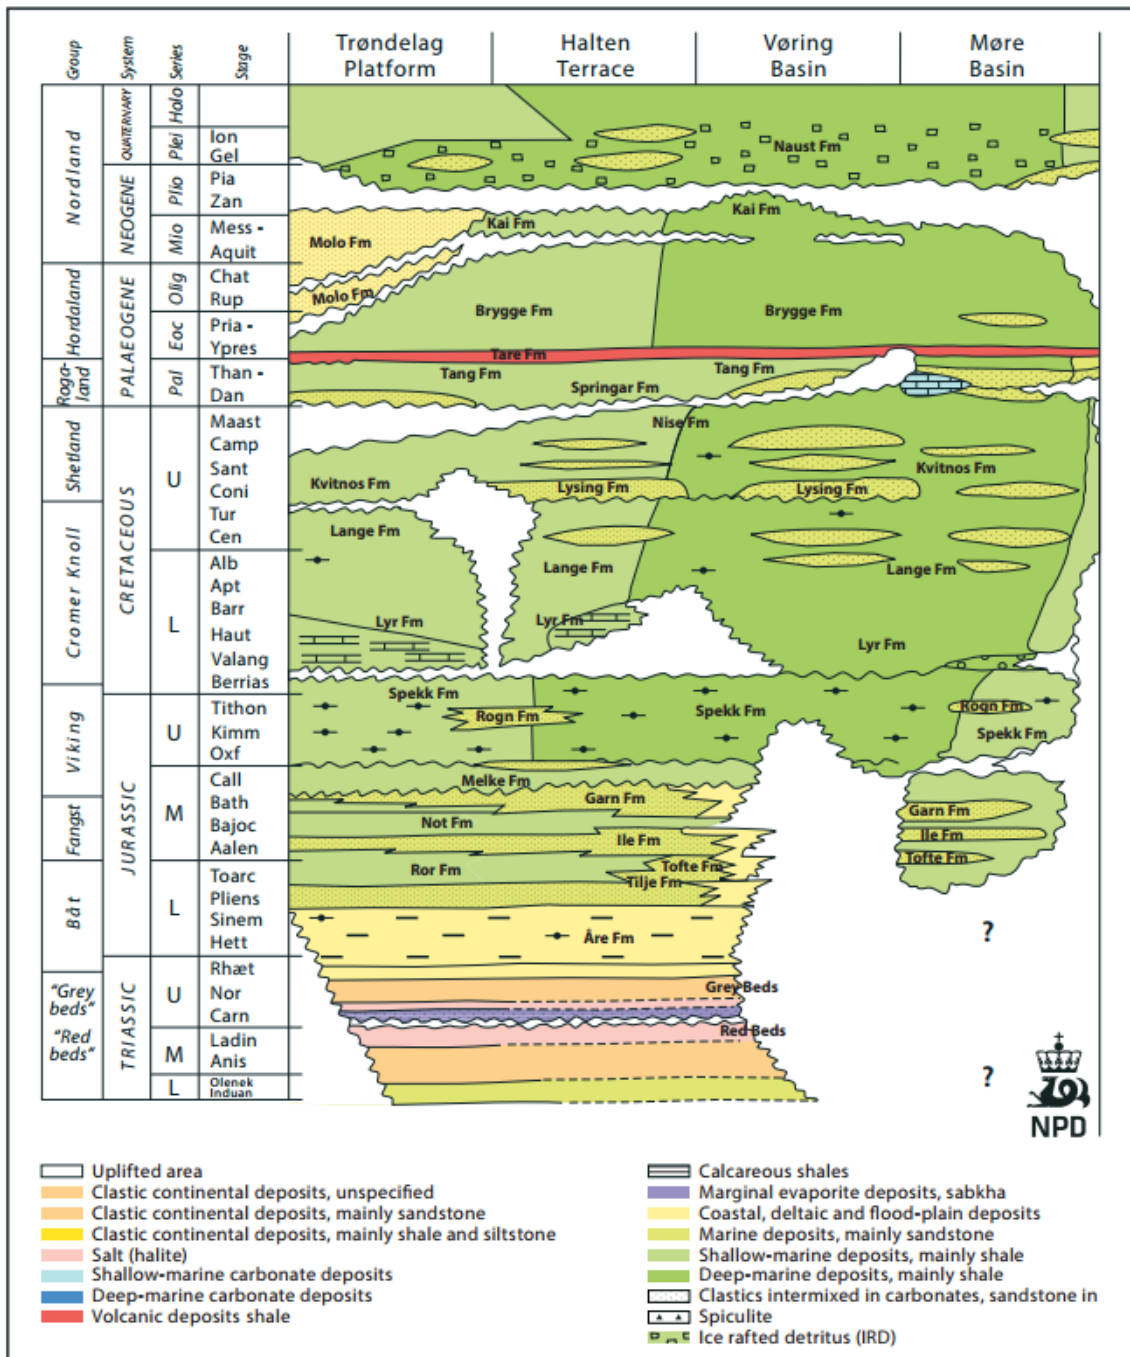 Group
System
Series
Stage
Trøndelag
Platform
Halten
Terrace
Vøring
Basin
Møre
Basin
Nordland
Hordaland
Roga-
land
Shetland
Cromer Knoll
Viking
Fangst
Båt
"Grey
beds"
"Red
beds"
QUATERNARY
NEOGENE
PALAEOGENE
CRETACEOUS
JURASSIC
TRIASSIC
Holo
Plei
Plio
Mio
Olig
Eoc
Pal
U
L
U
M
L
U
M
L
Ion
Gel
Pia
Zan
Mess -
Aquit
Chat
Rup
Pria -
Ypres
Than -
Dan
Maast
Camp
Sant
Coni
Tur
Cen
Alb
Apt
Barr
Haut
Valang
Berrias
Tithon
Kimm
Oxf
Call
Bath
Bajoc
Aalen
Toarc
Pliens
Sinem
Hett
Rhæt
Nor
Carn
Ladin
Anis
Olenek
Induan
Naust Fm
Kai Fm
Kai Fm
Molo Fm
Molo Fm
Brygge Fm
Brygge Fm
Tare Fm
Tang Fm
Tang Fm
Springar Fm
Nise Fm
Kvitnos Fm
Kvitnos Fm
Lysing Fm
Lysing Fm
Lange Fm
Lange Fm
Lange Fm
Lyr Fm
Lyr Fm
Lyr Fm
Spekk Fm
Rogn Fm
Spekk Fm
Rogn Fm
Spekk Fm
Melke Fm
Garn Fm
Garn Fm
Not Fm
Ile Fm
Ile Fm
Tofte Fm
Tofte Fm
Ror Fm
Tilje Fm
Åre Fm
?
Grey Beds
Red Beds
?
NPD
Uplifted area
Clastic continental deposits, unspecified
Clastic continental deposits, mainly sandstone
Clastic continental deposits, mainly shale and siltstone
Salt (halite)
Shallow-marine carbonate deposits
Deep-marine carbonate deposits
Volcanic deposits shale
Calcareous shales
Marginal evaporite deposits, sabkha
Coastal, deltaic and flood-plain deposits
Marine deposits, mainly sandstone
Shallow-marine deposits, mainly shale
Deep-marine deposits, mainly shale
Clastics intermixed in carbonates, sandstone in
Spiculite
Ice rafted detritus (IRD)